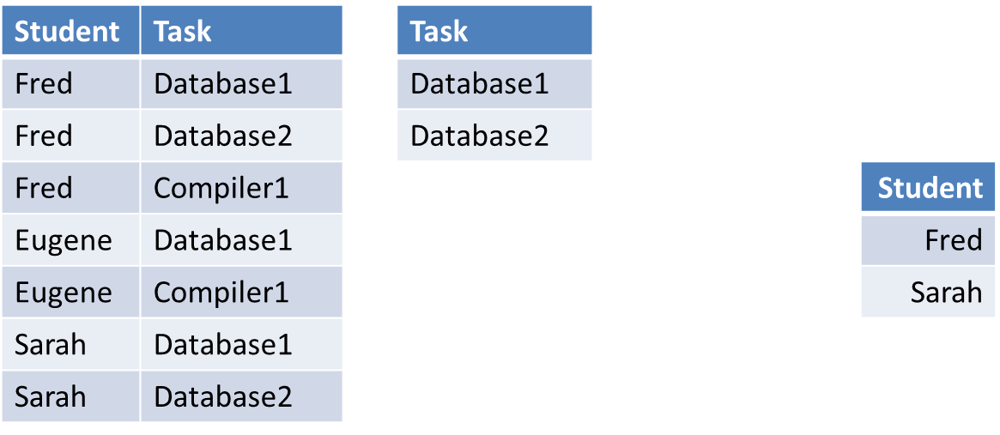 Student Task
Fred Database1
Fred Database2
Fred Compiler1
Eugene Database1
Eugene Compiler1
Sarah Database1
Sarah Database2
Task
Database1
Database2
Student
Fred
Sarah